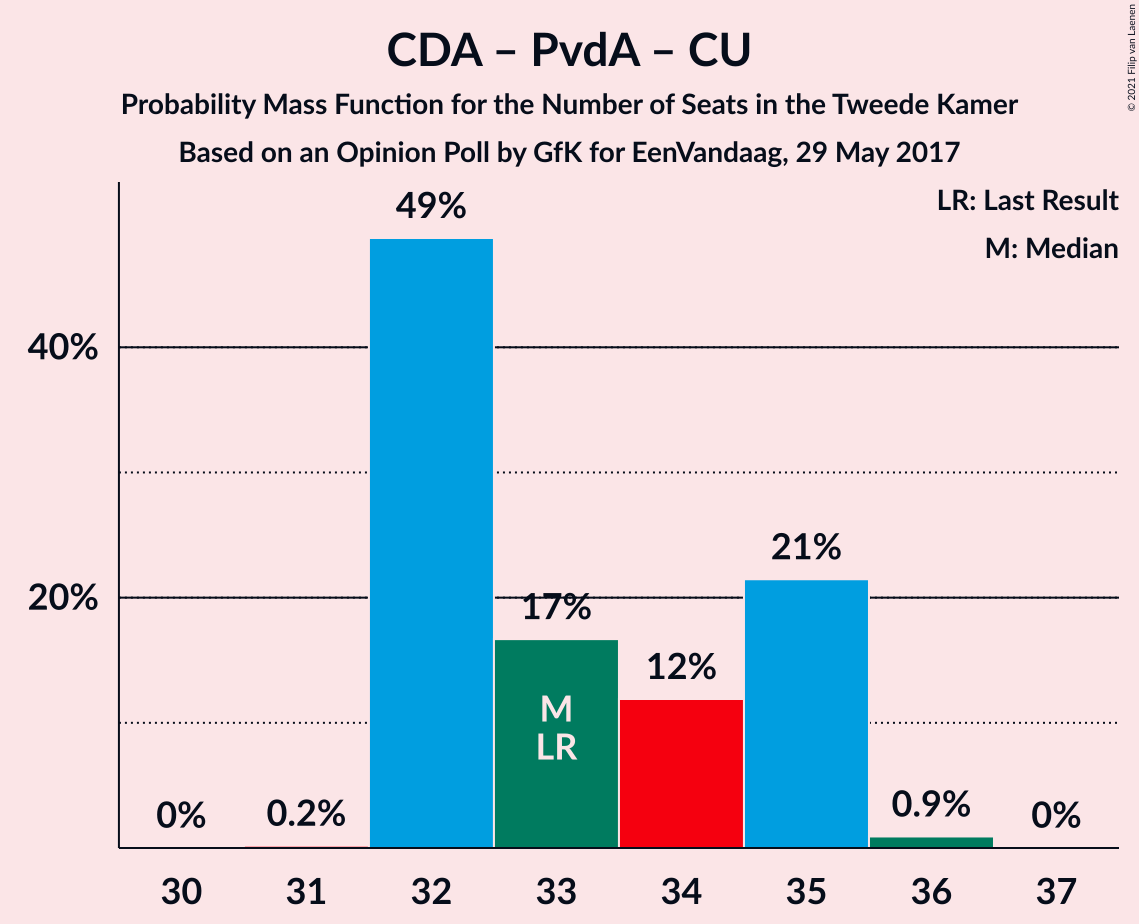 CDA – PvdA – CU
Probability Mass Function for the Number of Seats in the Tweede Kamer
Based on an Opinion Poll by GfK for EenVandaag, 29 May 2017
© 2021 Filip van Laenen
LR: Last Result
M: Median
49%
40%
21%
20%
17%
12%
M
LR
0%
0.2%
0.9%
0%
30 31 32 33 34 35 36 37